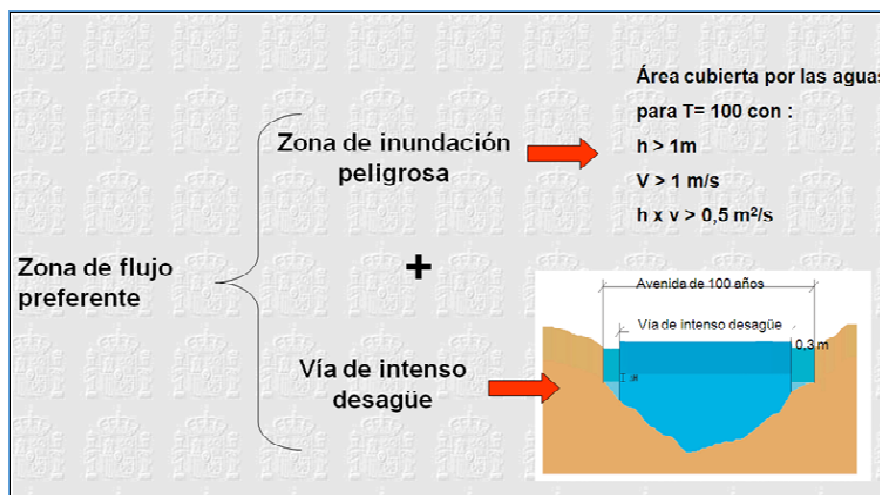 Área cubierta por las aguas
para T= 100 con :
h > 1m
V > 1 m/s
h x v > 0,5 m²/s
Zona de inundación
peligrosa
+
Zona de flujo
preferente
Vía de intenso
desagüe
Avenida de 100 años
Vía de intenso desagüe
0.3 m